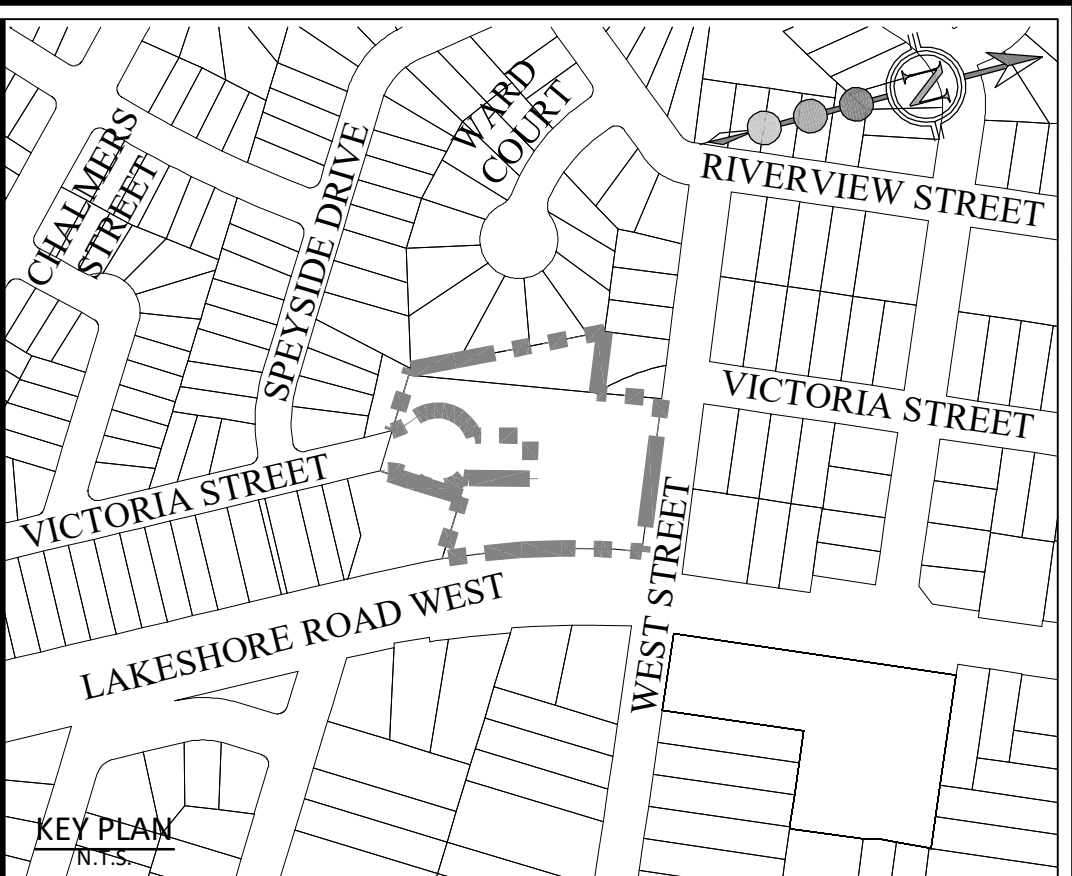 WARD
COURT
N
CHALMERS
STREET
SPEYSIDE DRIVE
RIVERVIEW STREET
VICTORIA STREET
VICTORIA STREET
LAKESHORE ROAD WEST
WEST STREET
KEY PLAN
N.T.S.